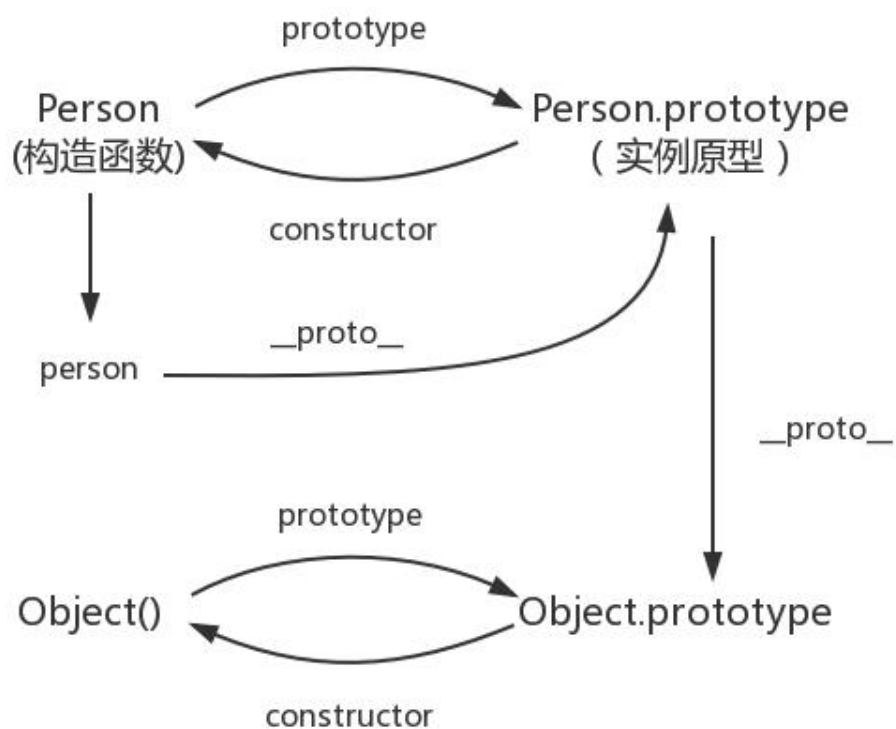 prototype
Person
Person.prototype
(构造函数)
（实例原型）
constructor
__proto__
person
__proto__
prototype
Object()
Object.prototype
constructor